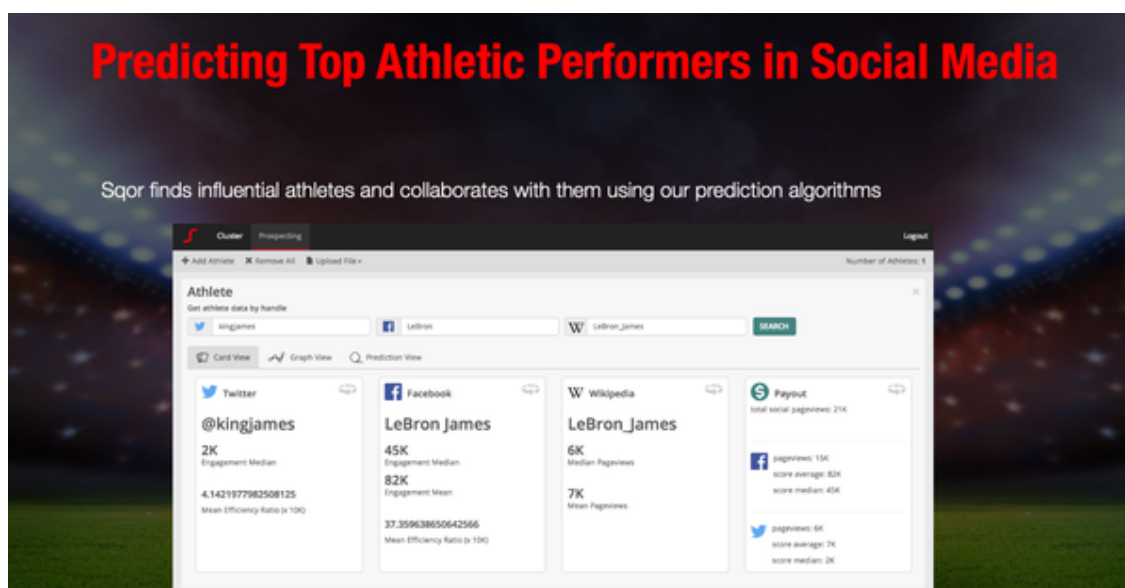 Predicting Top Athletic Performers in Social Media
Sqor finds influential athletes and collaborates with them using our prediction algorithms
Cluster Prospecting Logout
Add Athlete Remove All Upload File Number of Athletes: 1
Athlete
Get athlete data by handle
kingjames LeBron LeBron_James SEARCH
Card View Graph View Prediction View
Twitter
@kingjames
2K
Engagement Median
4.1421977982508125
Mean Efficiency Ratio (x 10K)
Facebook
LeBron James
45K
Engagement Median
82K
Engagement Mean
37.359638650642566
Mean Efficiency Ratio (x 10K)
W Wikipedia
LeBron_James
6K
Median Pageviews
7K
Mean Pageviews
Payout
total social pageviews: 21K
pageviews: 15K
score average: 82K
score median: 45K
pageviews: 6K
score average: 7K
score median: 2K